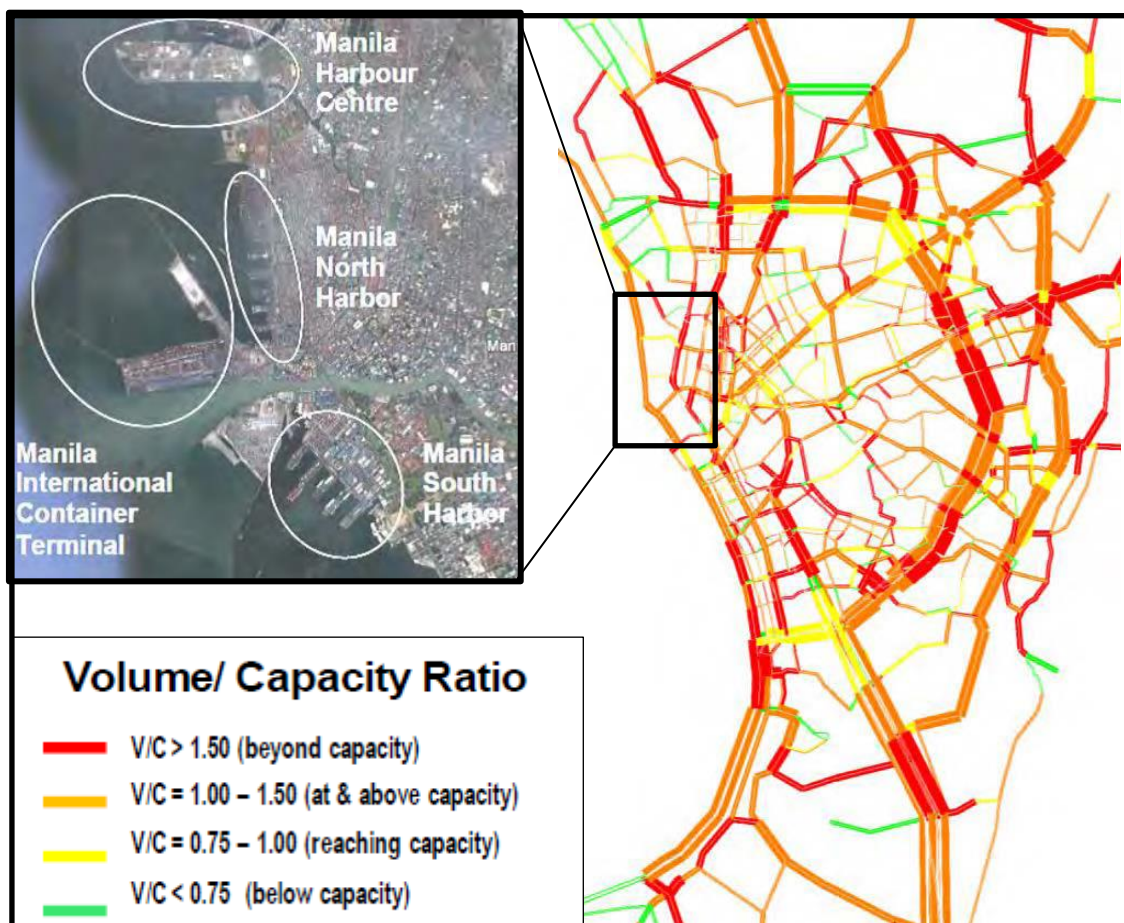 Manila
Harbour
Centre
Manila
North
Harbor
Man
Manila
International
Container
Terminal
Manila
South
Harbor
Volume/ Capacity Ratio
V/C > 1.50 (beyond capacity)
V/C = 1.00 – 1.50 (at & above capacity)
V/C = 0.75 – 1.00 (reaching capacity)
V/C < 0.75 (below capacity)